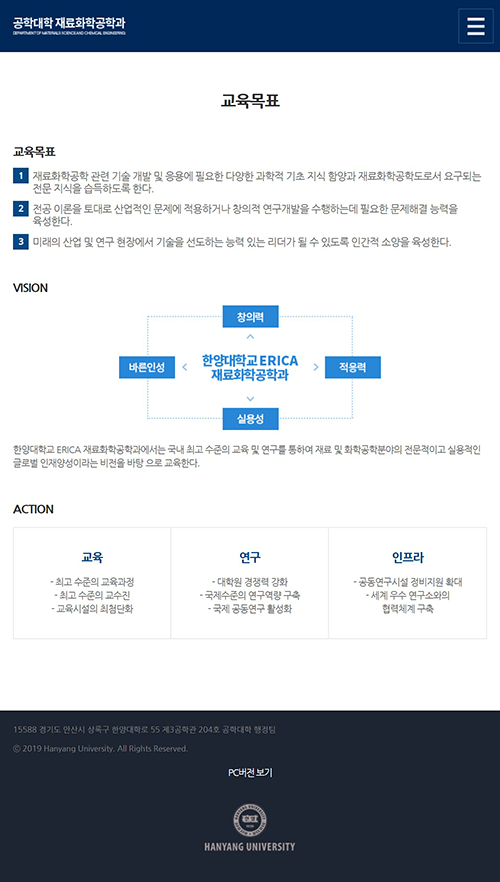 공학대학 재료화학공학과
DEPARTMENT OF MATERIALS SCIENCE AND CHEMICAL ENGINEERING
교육목표
교육목표
1 재료화학공학 관련 기술 개발 및 응용에 필요한 다양한 과학적 기초 지식 함양과 재료화학공학도로서 요구되는
전문 지식을 습득하도록 한다.
2 전공 이론을 토대로 산업적인 문제에 적용하거나 창의적 연구개발을 수행하는데 필요한 문제해결 능력을
육성한다.
3 미래의 산업 및 연구 현장에서 기술을 선도하는 능력 있는 리더가 될 수 있도록 인간적 소양을 육성한다.
VISION
창의력
바른인성
한양대학교 ERICA
재료화학공학과
적응력
실용성
한양대학교 ERICA 재료화학공학과에서는 국내 최고 수준의 교육 및 연구를 통하여 재료 및 화학공학분야의 전문적이고 실용적인
글로벌 인재양성이라는 비전을 바탕 으로 교육한다.
ACTION
교육
- 최고 수준의 교육과정
- 최고 수준의 교수진
- 교육시설의 최첨단화
연구
- 대학원 경쟁력 강화
- 국제수준의 연구역량 구축
- 국제 공동연구 활성화
인프라
- 공동연구시설 정비지원 확대
- 세계 우수 연구소와의
협력체계 구축
15588 경기도 안산시 상록구 한양대학로 55 제3공학관 204호 공학대학 행정팀
ⓒ 2019 Hanyang University. All Rights Reserved.
PC버전 보기
HANYANG UNIVERSITY